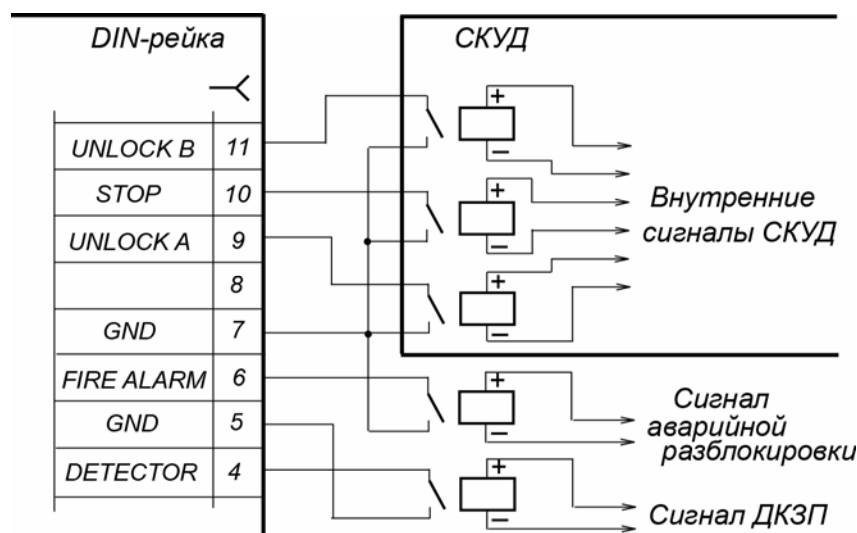 DIN-рейка
СКУД
UNLOCK B 11
STOP 10
UNLOCK A 9
8
GND 7
FIRE ALARM 6
GND 5
DETECTOR 4
+
−
+
−
+
−
Внутренние
сигналы СКУД
+
−
Сигнал
аварийной
разблокировки
+
−
Сигнал ДКЗП